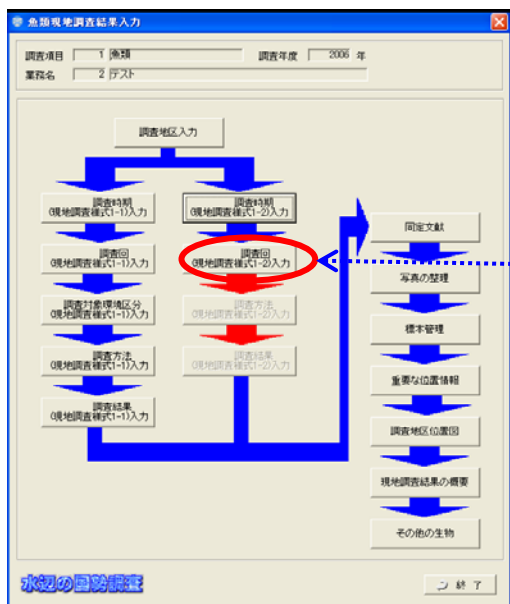 魚類現地調査結果入力
調査項目 1 魚類 調査年度 2006 年
業務名 2 テスト
調査地区入力
調査時期
(現地調査様式1-1)入力
調査回
(現地調査様式1-1)入力
調査対象環境区分
(現地調査様式1-1)入力
調査方法
(現地調査様式1-1)入力
調査結果
(現地調査様式1-1)入力
調査時期
(現地調査様式1-2)入力
調査回
(現地調査様式1-2)入力
調査方法
(現地調査様式1-2)入力
調査結果
(現地調査様式1-2)入力
同定文献
写真の整理
標本管理
重要な位置情報
調査地区位置図
現地調査結果の概要
その他の生物
水辺の国勢調査
終 了